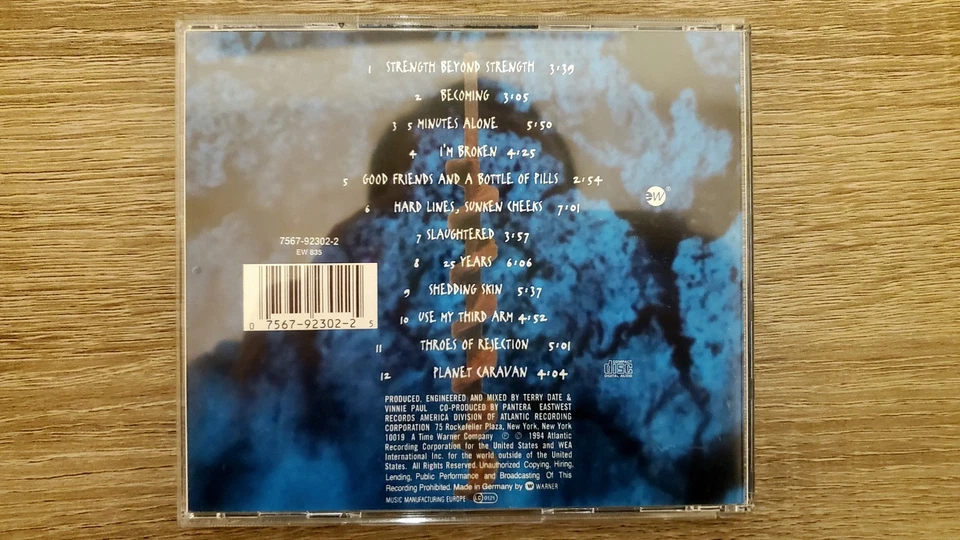 1 STRENGTH BEYOND STRENGTH 3:39
2 BECOMING 3:05
3 5 MINUTES ALONE 5:50
4 I'M BROKEN 4:25
5 GOOD FRIENDS AND A BOTTLE OF PILLS 2:54
6 HARD LINES, SUNKEN CHEEKS 7:01
ew®
7 SLAUGHTERED 3:57
7567-92302-2
EW 835
8 25 YEARS 6:06
9 SHEDDING SKIN 5:37
10 USE MY THIRD ARM 4:52
0 7567-92302-2 5
11 THROES OF REJECTION 5:01
12 PLANET CARAVAN 4:04
COMPACT
disc
DIGITAL AUDIO
PRODUCED, ENGINEERED AND MIXED BY TERRY DATE &
VINNIE PAUL CO-PRODUCED BY PANTERA EASTWEST
RECORDS AMERICA DIVISION OF ATLANTIC RECORDING
CORPORATION 75 Rockefeller Plaza, New York, New York
10019 A Time Warner Company ℗ © 1994 Atlantic
Recording Corporation for the United States and WEA
International Inc. for the world outside of the United
States. All Rights Reserved. Unauthorized Copying, Hiring,
Lending, Public Performance and Broadcasting Of This
Recording Prohibited. Made in Germany by WARNER
MUSIC MANUFACTURING EUROPE LC 0121